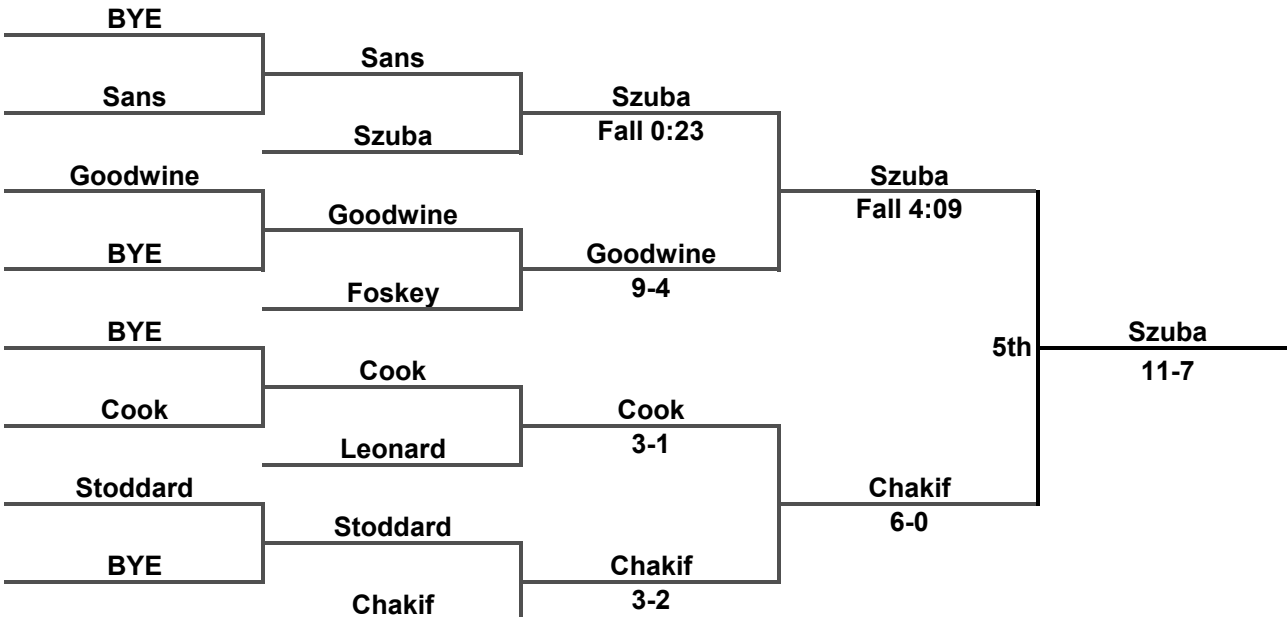 BYE
Sans
Sans
Szuba
Szuba
Fall 0:23
Goodwine
BYE
Goodwine
Foskey
Goodwine
9-4
Szuba
Fall 4:09
BYE
Cook
Cook
Leonard
Cook
3-1
Stoddard
BYE
Stoddard
Chakif
Chakif
3-2
Chakif
6-0
5th
Szuba
11-7